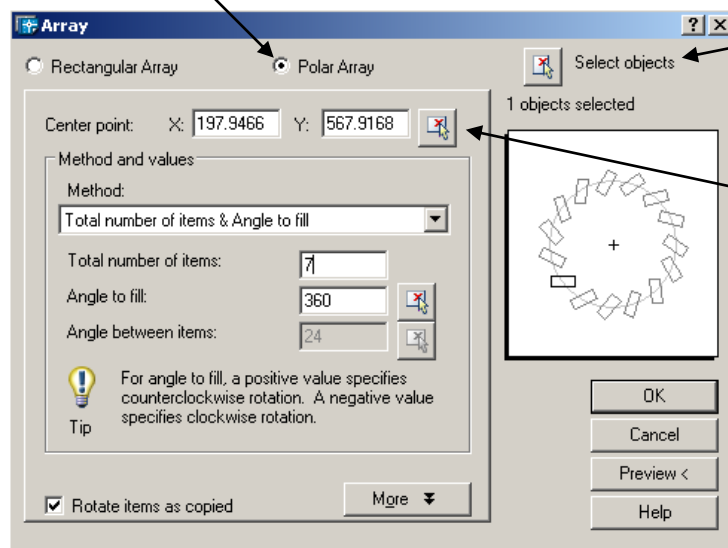 Array
Rectangular Array
Polar Array
Select objects
1 objects selected
Center point: X: 197.9466 Y: 567.9168
Method and values
Method:
Total number of items & Angle to fill
Total number of items: 7
Angle to fill: 360
Angle between items: 24
For angle to fill, a positive value specifies
counterclockwise rotation. A negative value
specifies clockwise rotation.
Tip
Rotate items as copied
More
OK
Cancel
Preview <
Help